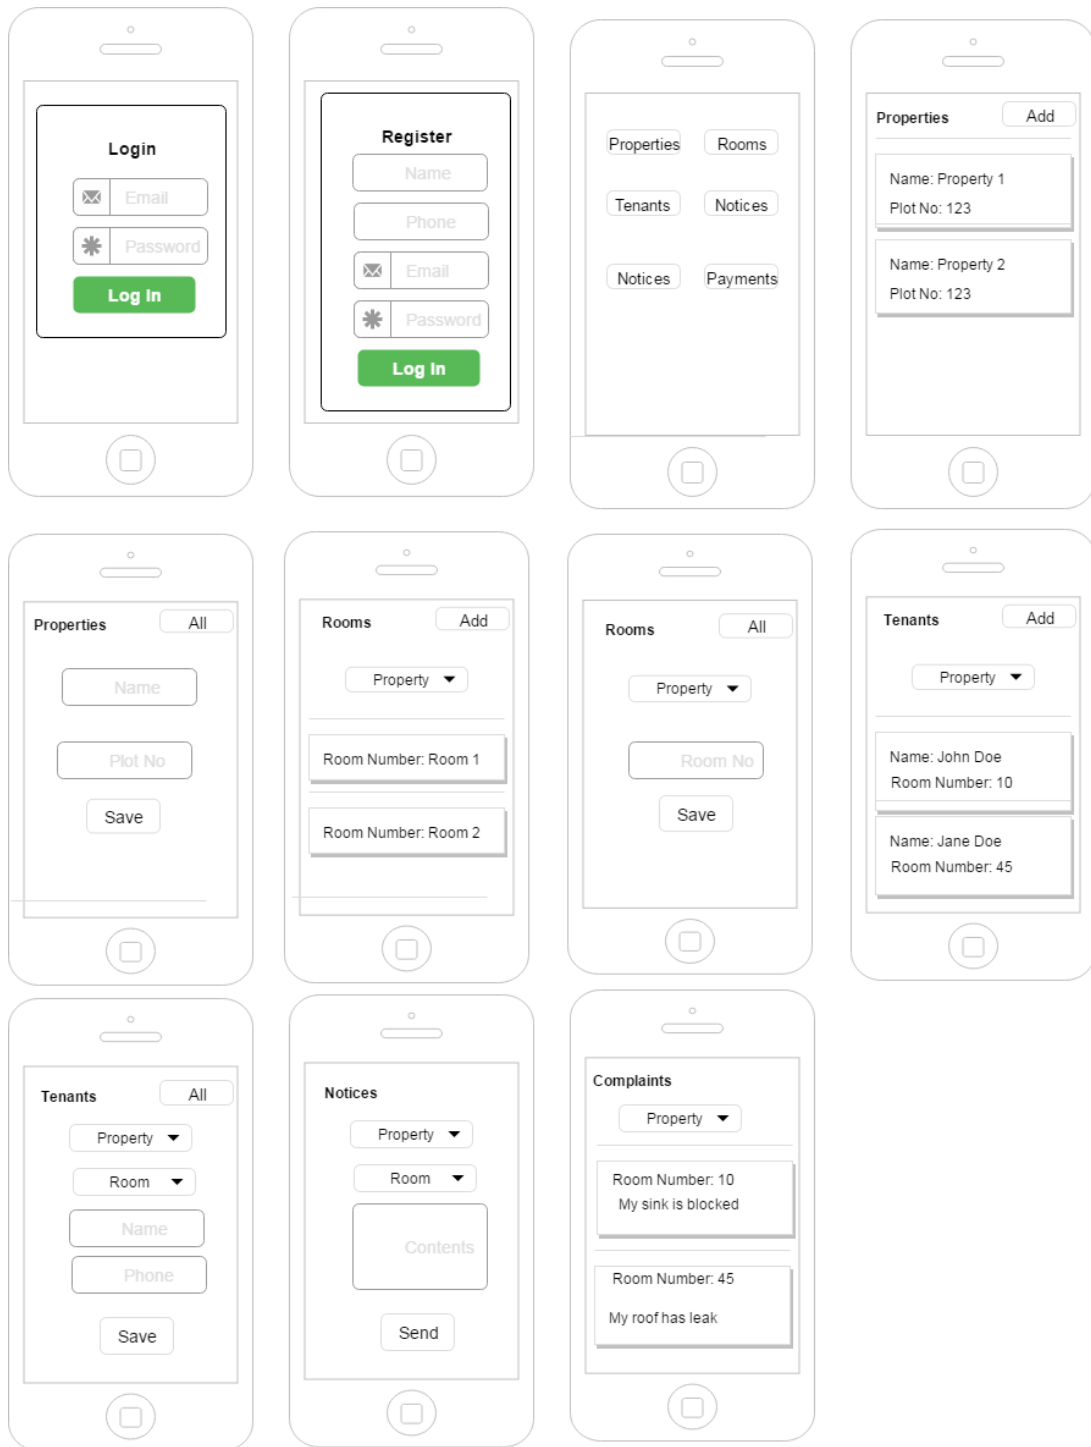 Login
Email
Password
Log In
Register
Name
Phone
Email
Password
Log In
Properties Rooms
Tenants Notices
Notices Payments
Properties Add
Name: Property 1
Plot No: 123
Name: Property 2
Plot No: 123
Properties All
Name
Plot No
Save
Rooms Add
Property
Room Number: Room 1
Room Number: Room 2
Rooms All
Property
Room No
Save
Tenants Add
Property
Name: John Doe
Room Number: 10
Name: Jane Doe
Room Number: 45
Tenants All
Property
Room
Name
Phone
Save
Notices
Property
Room
Contents
Send
Complaints
Property
Room Number: 10
My sink is blocked
Room Number: 45
My roof has leak